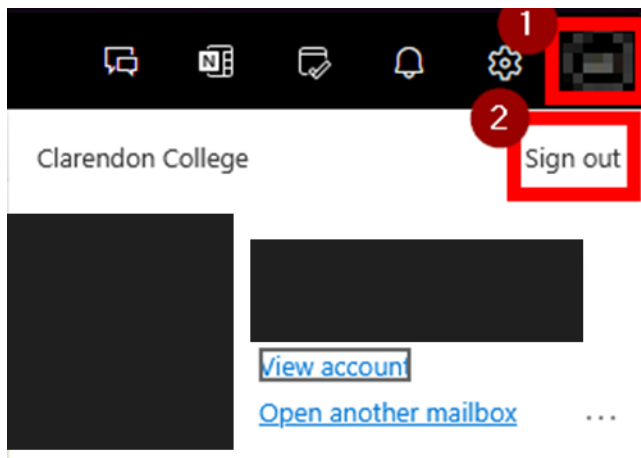 1
N
2
Clarendon College
Sign out
View account
Open another mailbox
...